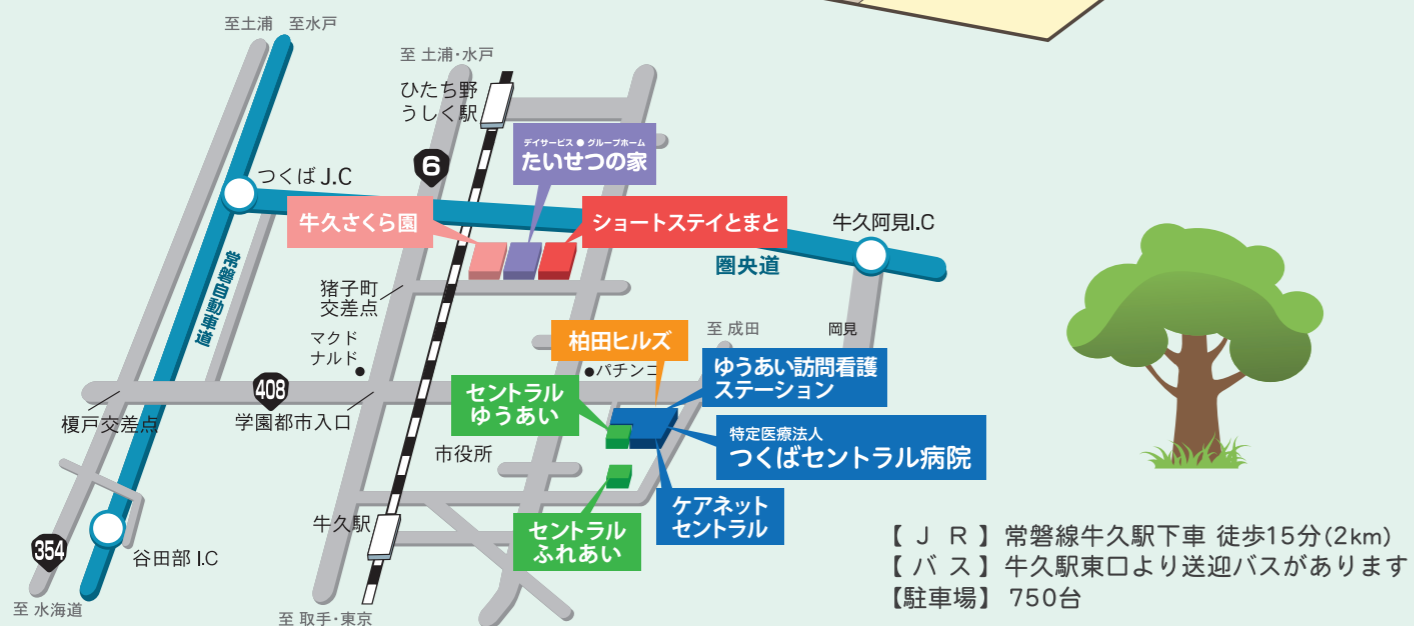 至土浦 至水戸
至 土浦・水戸
ひたち野
うしく駅
デイサービス ● グループホーム
たいせつの家
6
つくば J.C
牛久さくら園
ショートステイとまと
牛久阿見I.C
圏央道
常磐自動車道
猪子町
交差点
マクド
ナルド
柏田ヒルズ
至 成田
岡見
パチンコ
ゆうあい訪問看護
ステーション
セントラル
ゆうあい
408
榎戸交差点
学園都市入口
特定医療法人
つくばセントラル病院
市役所
ケアネット
セントラル
セントラル
ふれあい
牛久駅
354
谷田部 I.C
至 水海道
至 取手・東京
【 J R 】常磐線牛久駅下車 徒歩15分(2km)
【 バ ス 】牛久駅東口より送迎バスがあります
【駐車場】 750台